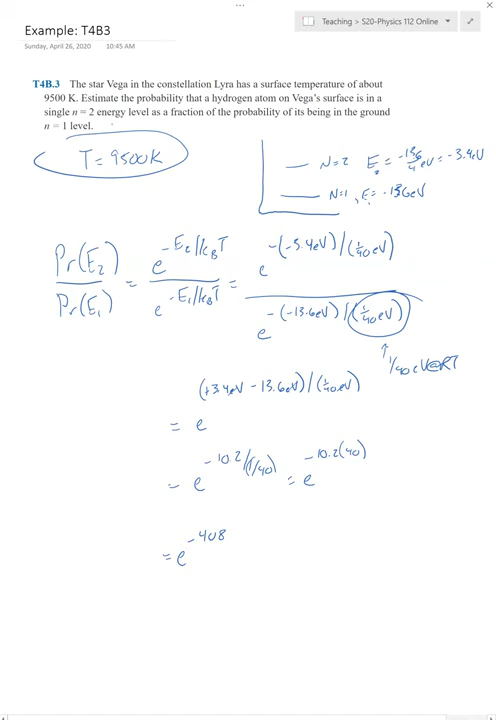 Teaching > S20-Physics 112 Online
Example: T4B3
Sunday, April 26, 2020 10:45 AM
T4B.3 The star Vega in the constellation Lyra has a surface temperature of about
9500 K. Estimate the probability that a hydrogen atom on Vega's surface is in a
single n = 2 energy level as a fraction of the probability of its being in the ground
n = 1 level.
T = 9500K
N=2 E₂ = -13.6/4 eV = -3.4eV
N=1, E₁ = -13.6eV
Pr(E₂)/Pr(E₁) = e^(-E₂/k_BT) / e^(-E₁/k_BT) = e^(-(-3.4eV)/(1/40 eV)) / e^(-(-13.6eV)/(1/40 eV))
↑ 1/40 eV@RT
= e^((+3.4eV - 13.6eV)/(1/40 eV))
= e^(-10.2/(1/40)) = e^(-10.2(40))
= e^(-408)